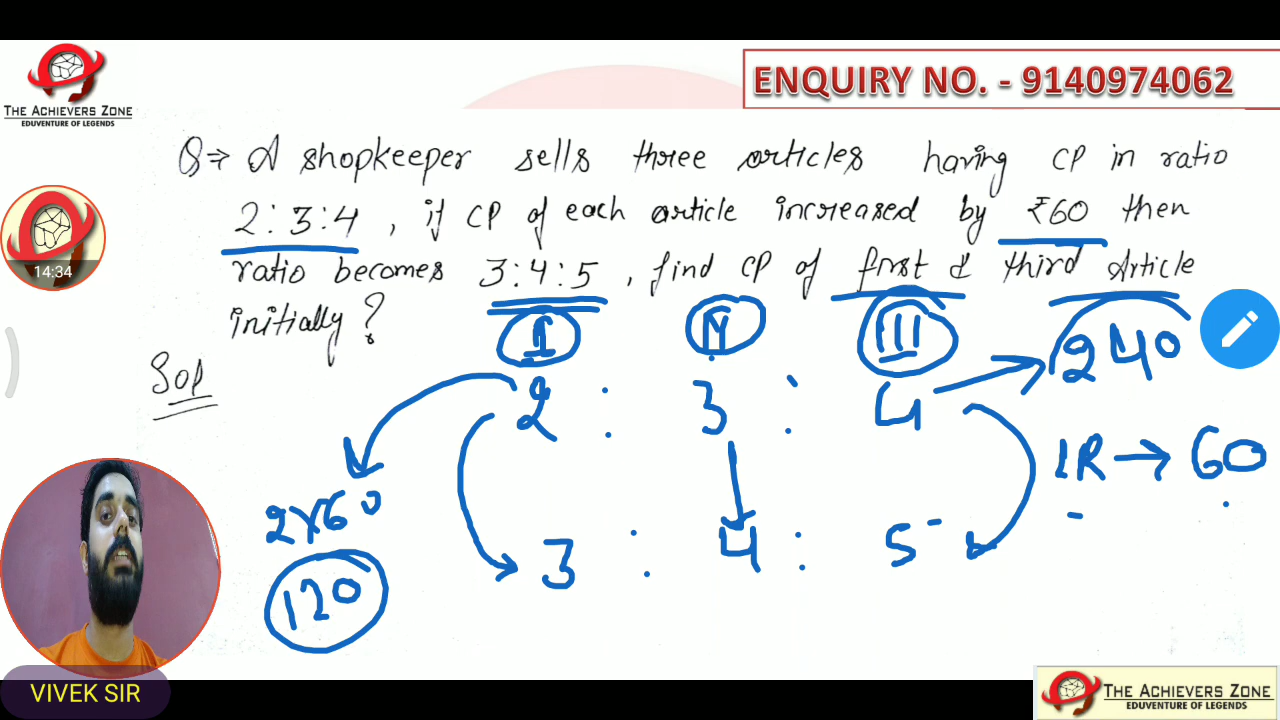 THE ACHIEVERS ZONE
EDUVENTURE OF LEGENDS
ENQUIRY NO. - 9140974062
Q⇒ A shopkeeper sells three articles having CP in ratio
2:3:4, if CP of each article increased by ₹60 then
ratio becomes 3:4:5, find CP of first & third Article
initially?
14:34
Sol
I II III
2 : 3 : 4 → 240
1R → 60
2×60
3 : 4 : 5
120
VIVEK SIR
THE ACHIEVERS ZONE
EDUVENTURE OF LEGENDS